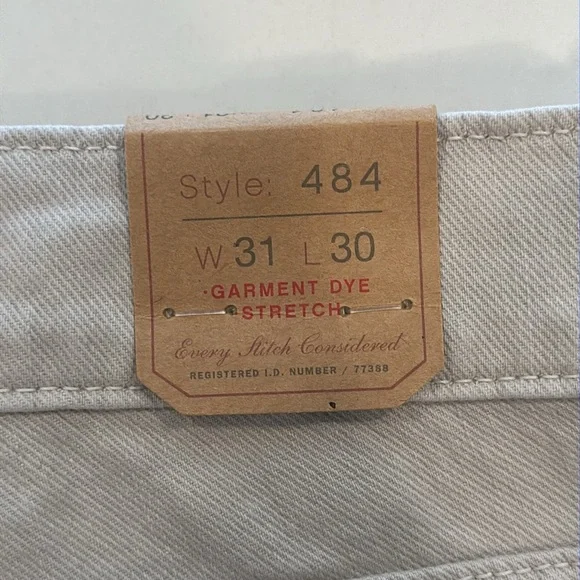 Style: 484
W 31 L 30
·GARMENT DYE
·STRETCH
Every Stitch Considered
REGISTERED I.D. NUMBER / 77388